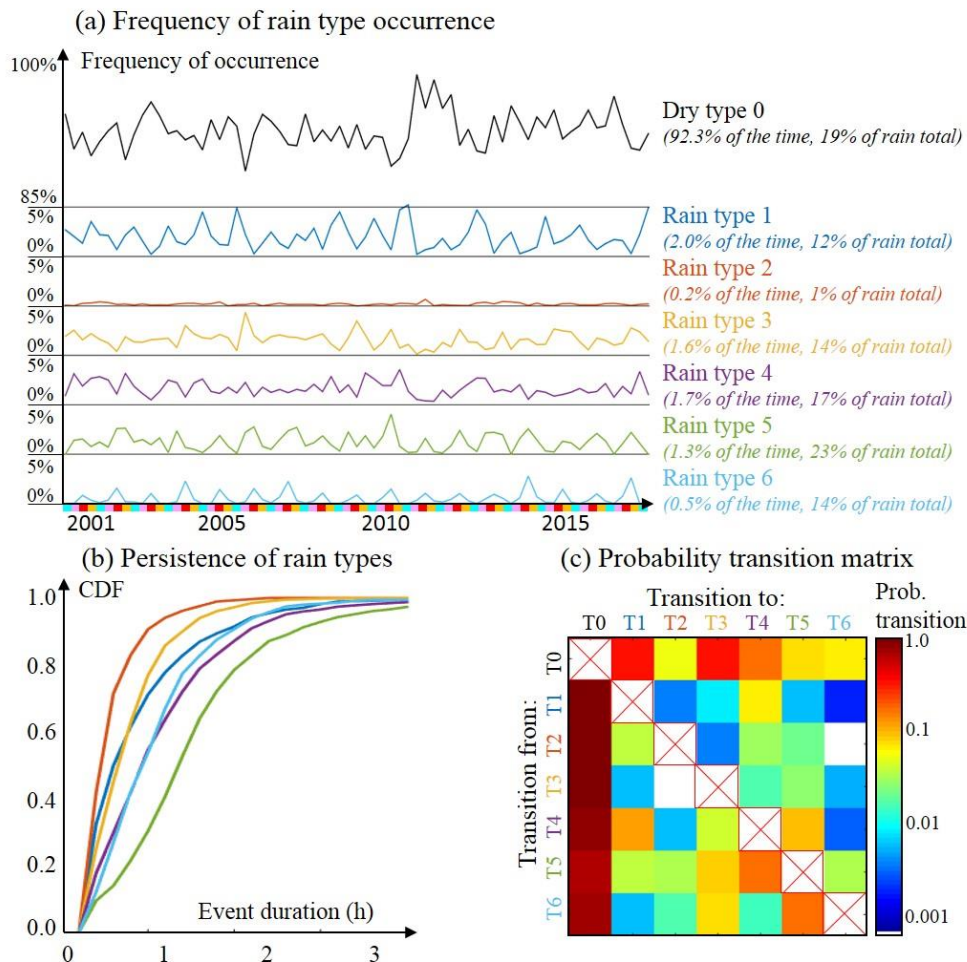 (a) Frequency of rain type occurrence
100%
Frequency of occurrence
Dry type 0
(92.3% of the time, 19% of rain total)
85%
5%
0%
Rain type 1
(2.0% of the time, 12% of rain total)
5%
0%
Rain type 2
(0.2% of the time, 1% of rain total)
5%
0%
Rain type 3
(1.6% of the time, 14% of rain total)
5%
0%
Rain type 4
(1.7% of the time, 17% of rain total)
5%
0%
Rain type 5
(1.3% of the time, 23% of rain total)
5%
0%
Rain type 6
(0.5% of the time, 14% of rain total)
2001 2005 2010 2015
(b) Persistence of rain types
CDF
1.0
0.8
0.6
0.4
0.2
0.0
Event duration (h)
0 1 2 3
(c) Probability transition matrix
Transition to:
Prob.
transition
T0 T1 T2 T3 T4 T5 T6
Transition from:
T0
T1
T2
T3
T4
T5
T6
1.0
0.1
0.01
0.001